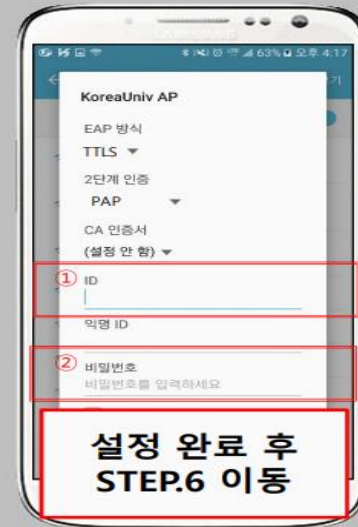 SAMSUNG
63% 오후 4:17
KoreaUniv AP
EAP 방식
TTLS
2단계 인증
PAP
CA 인증서
(설정 안 함)
① ID
익명 ID
② 비밀번호
비밀번호를 입력하세요
설정 완료 후
STEP.6 이동